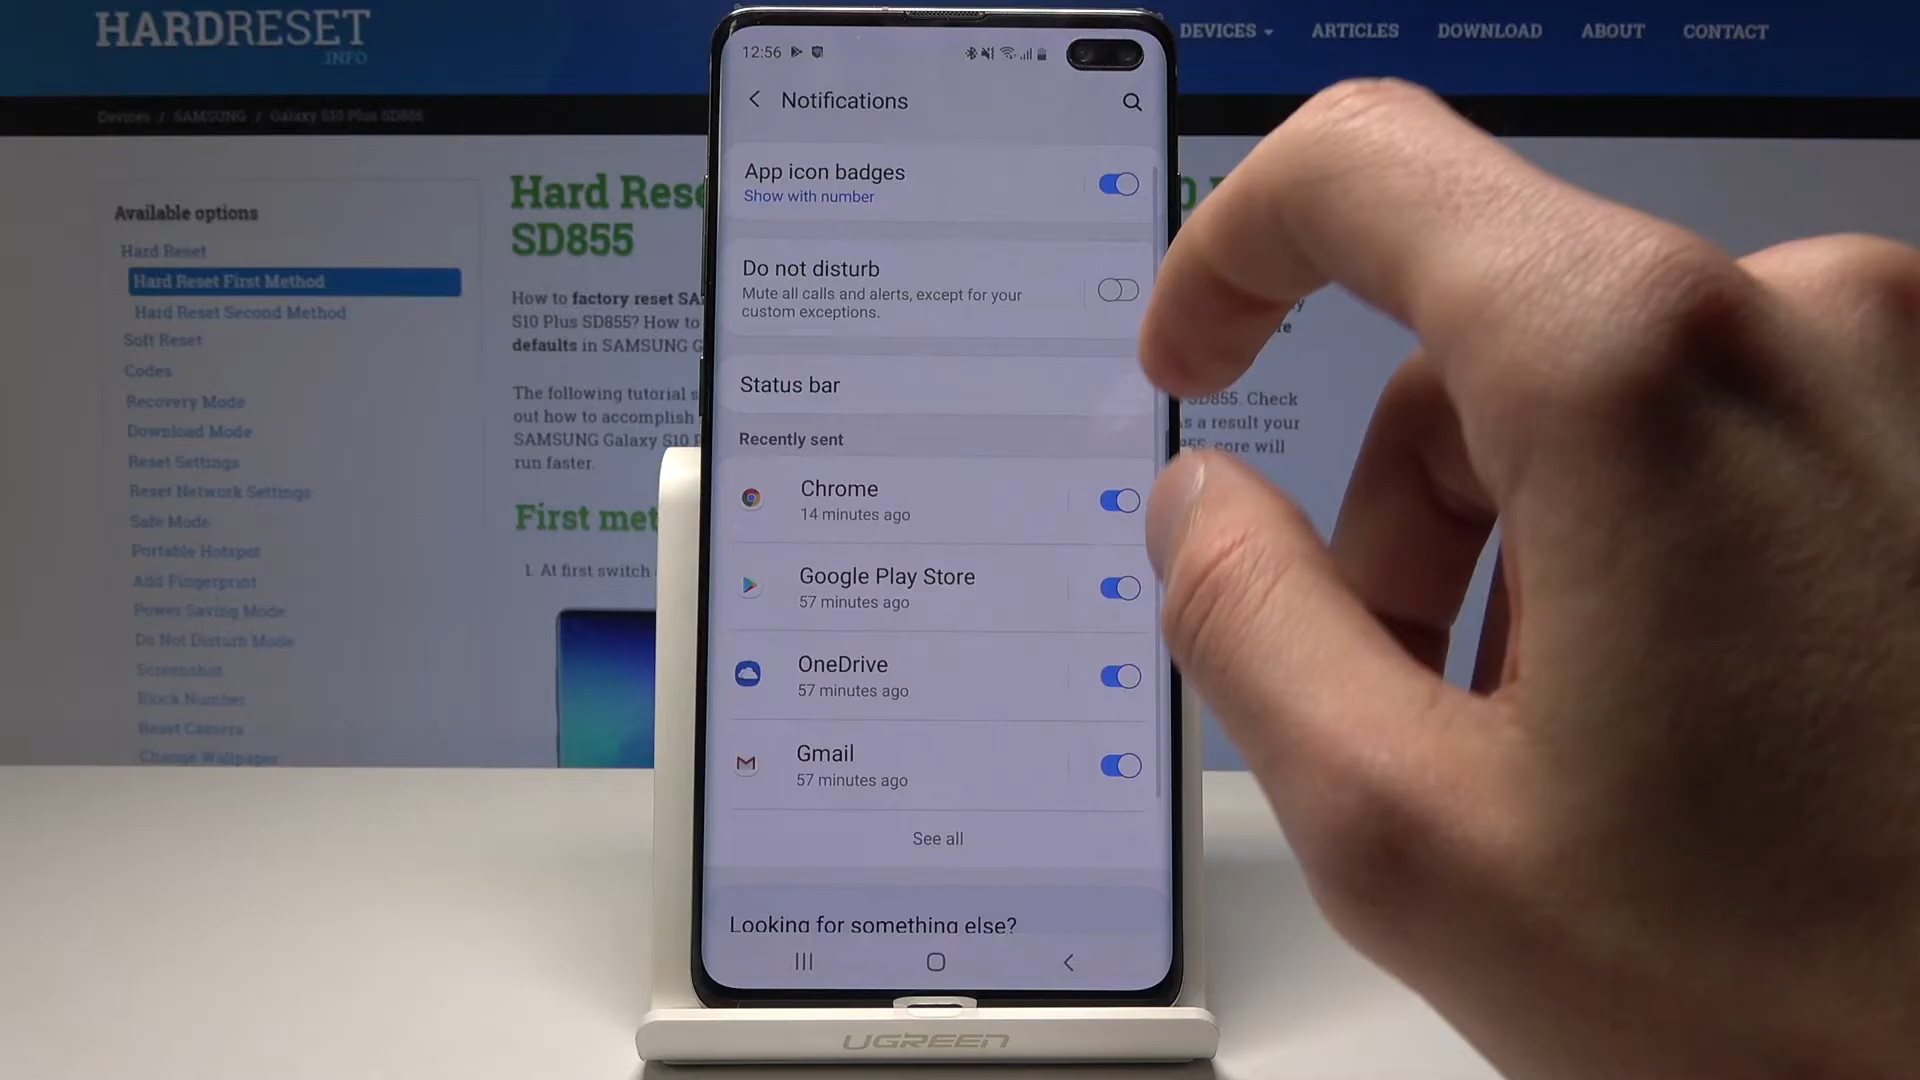 HARDRESET
.INFO
DEVICES
ARTICLES
DOWNLOAD
ABOUT
CONTACT
Devices / SAMSUNG / Galaxy S10 Plus SD855
Available options
Hard Reset
Hard Reset First Method
Hard Reset Second Method
Soft Reset
Codes
Recovery Mode
Download Mode
Reset Settings
Reset Network Settings
Safe Mode
Portable Hotspot
Add Fingerprint
Power Saving Mode
Do Not Disturb Mode
Screenshot
Block Number
Reset Camera
Change Wallpaper
Hard Rese
SD855
How to factory reset SA
S10 Plus SD855? How to
defaults in SAMSUNG G
The following tutorial s
out how to accomplish
SAMSUNG Galaxy S10 P
run faster.
First met
1. At first switch
SD855. Check
s a result your
855, core will
12:56
Notifications
App icon badges
Show with number
Do not disturb
Mute all calls and alerts, except for your
custom exceptions.
Status bar
Recently sent
Chrome
14 minutes ago
Google Play Store
57 minutes ago
OneDrive
57 minutes ago
Gmail
57 minutes ago
See all
Looking for something else?
UGREEN